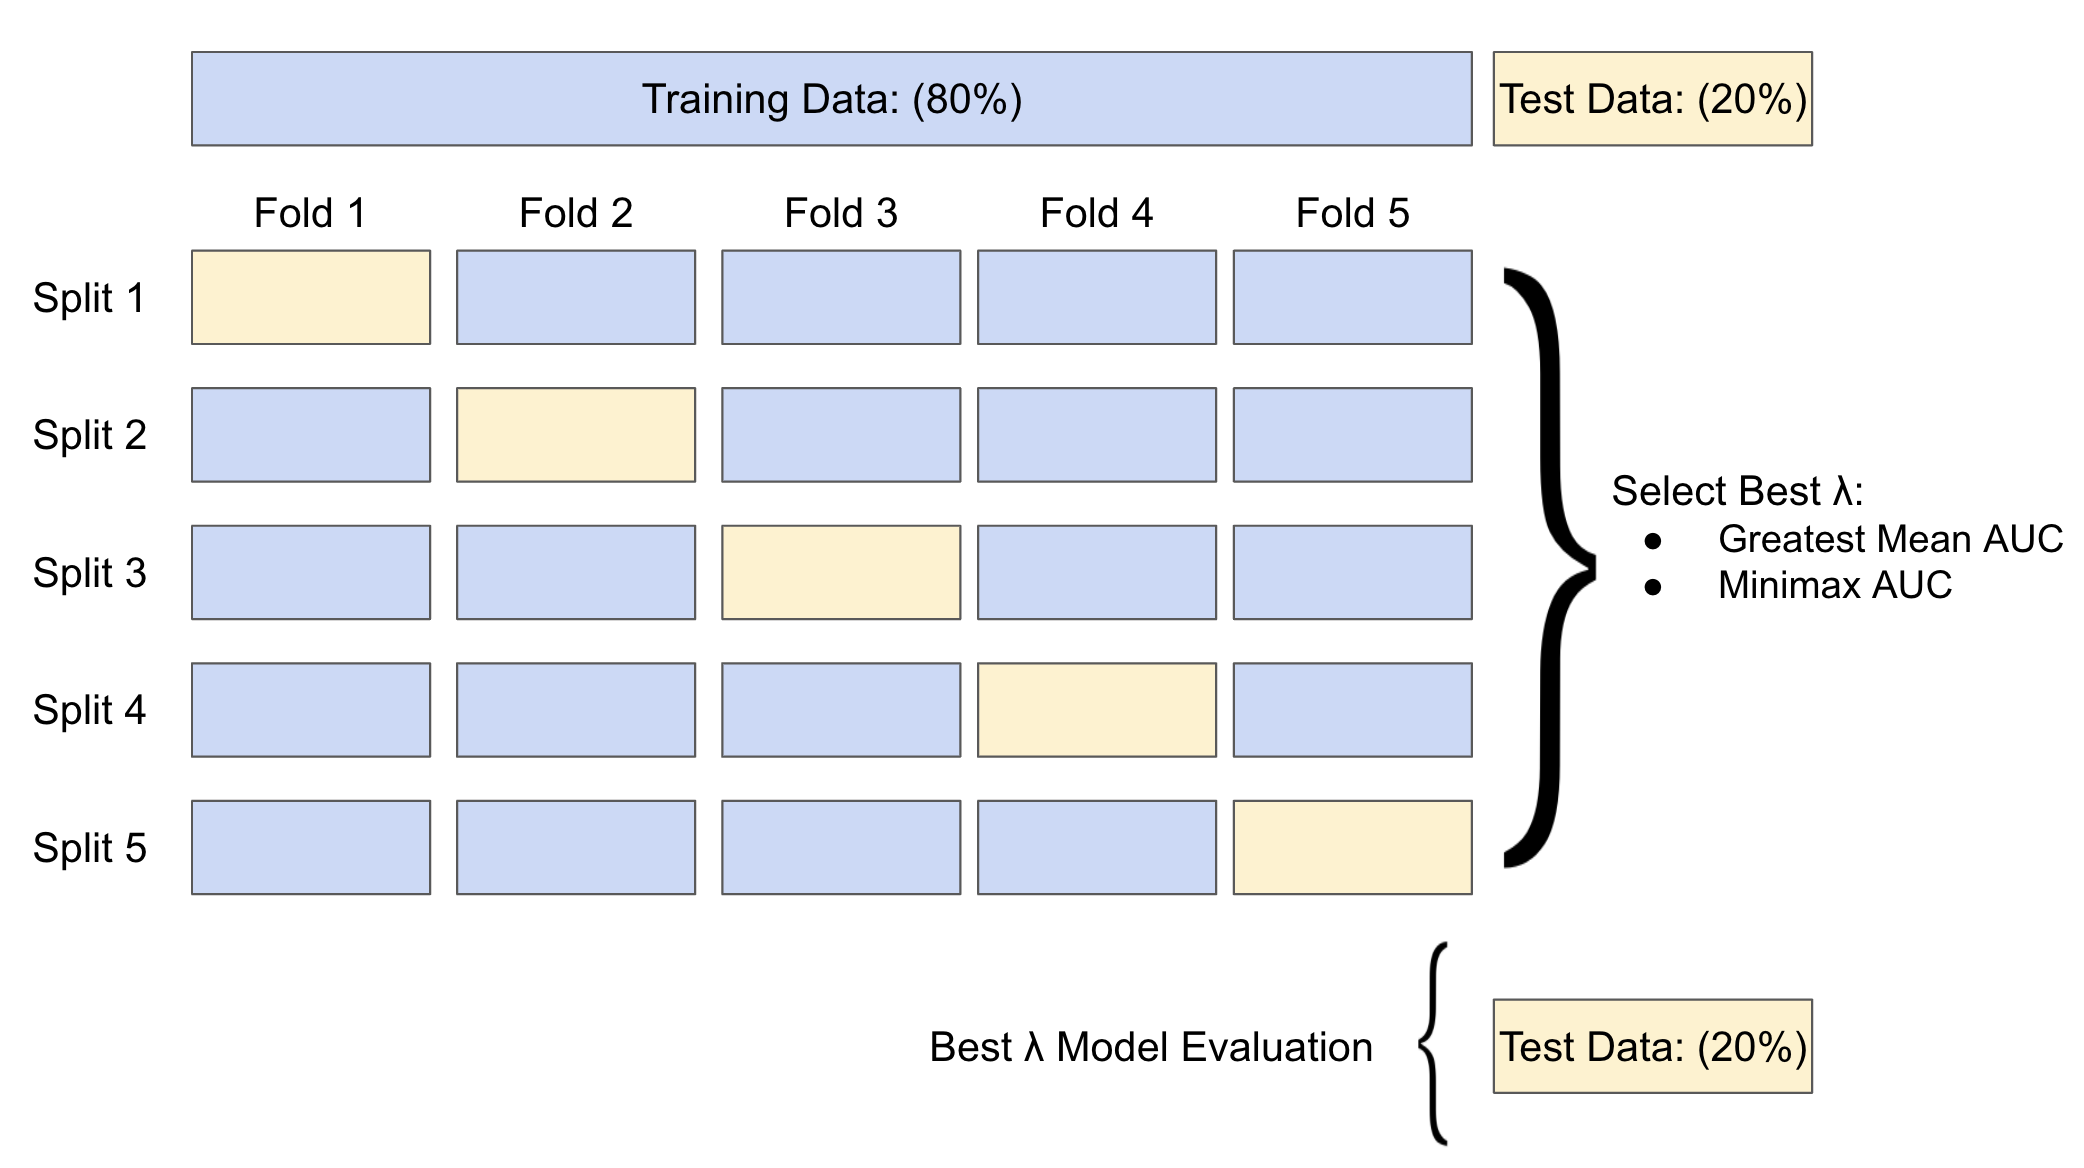 Training Data: (80%)
Test Data: (20%)
Fold 1
Fold 2
Fold 3
Fold 4
Fold 5
Split 1
Split 2
Split 3
Split 4
Split 5
Select Best λ:
● Greatest Mean AUC
● Minimax AUC
Best λ Model Evaluation
Test Data: (20%)